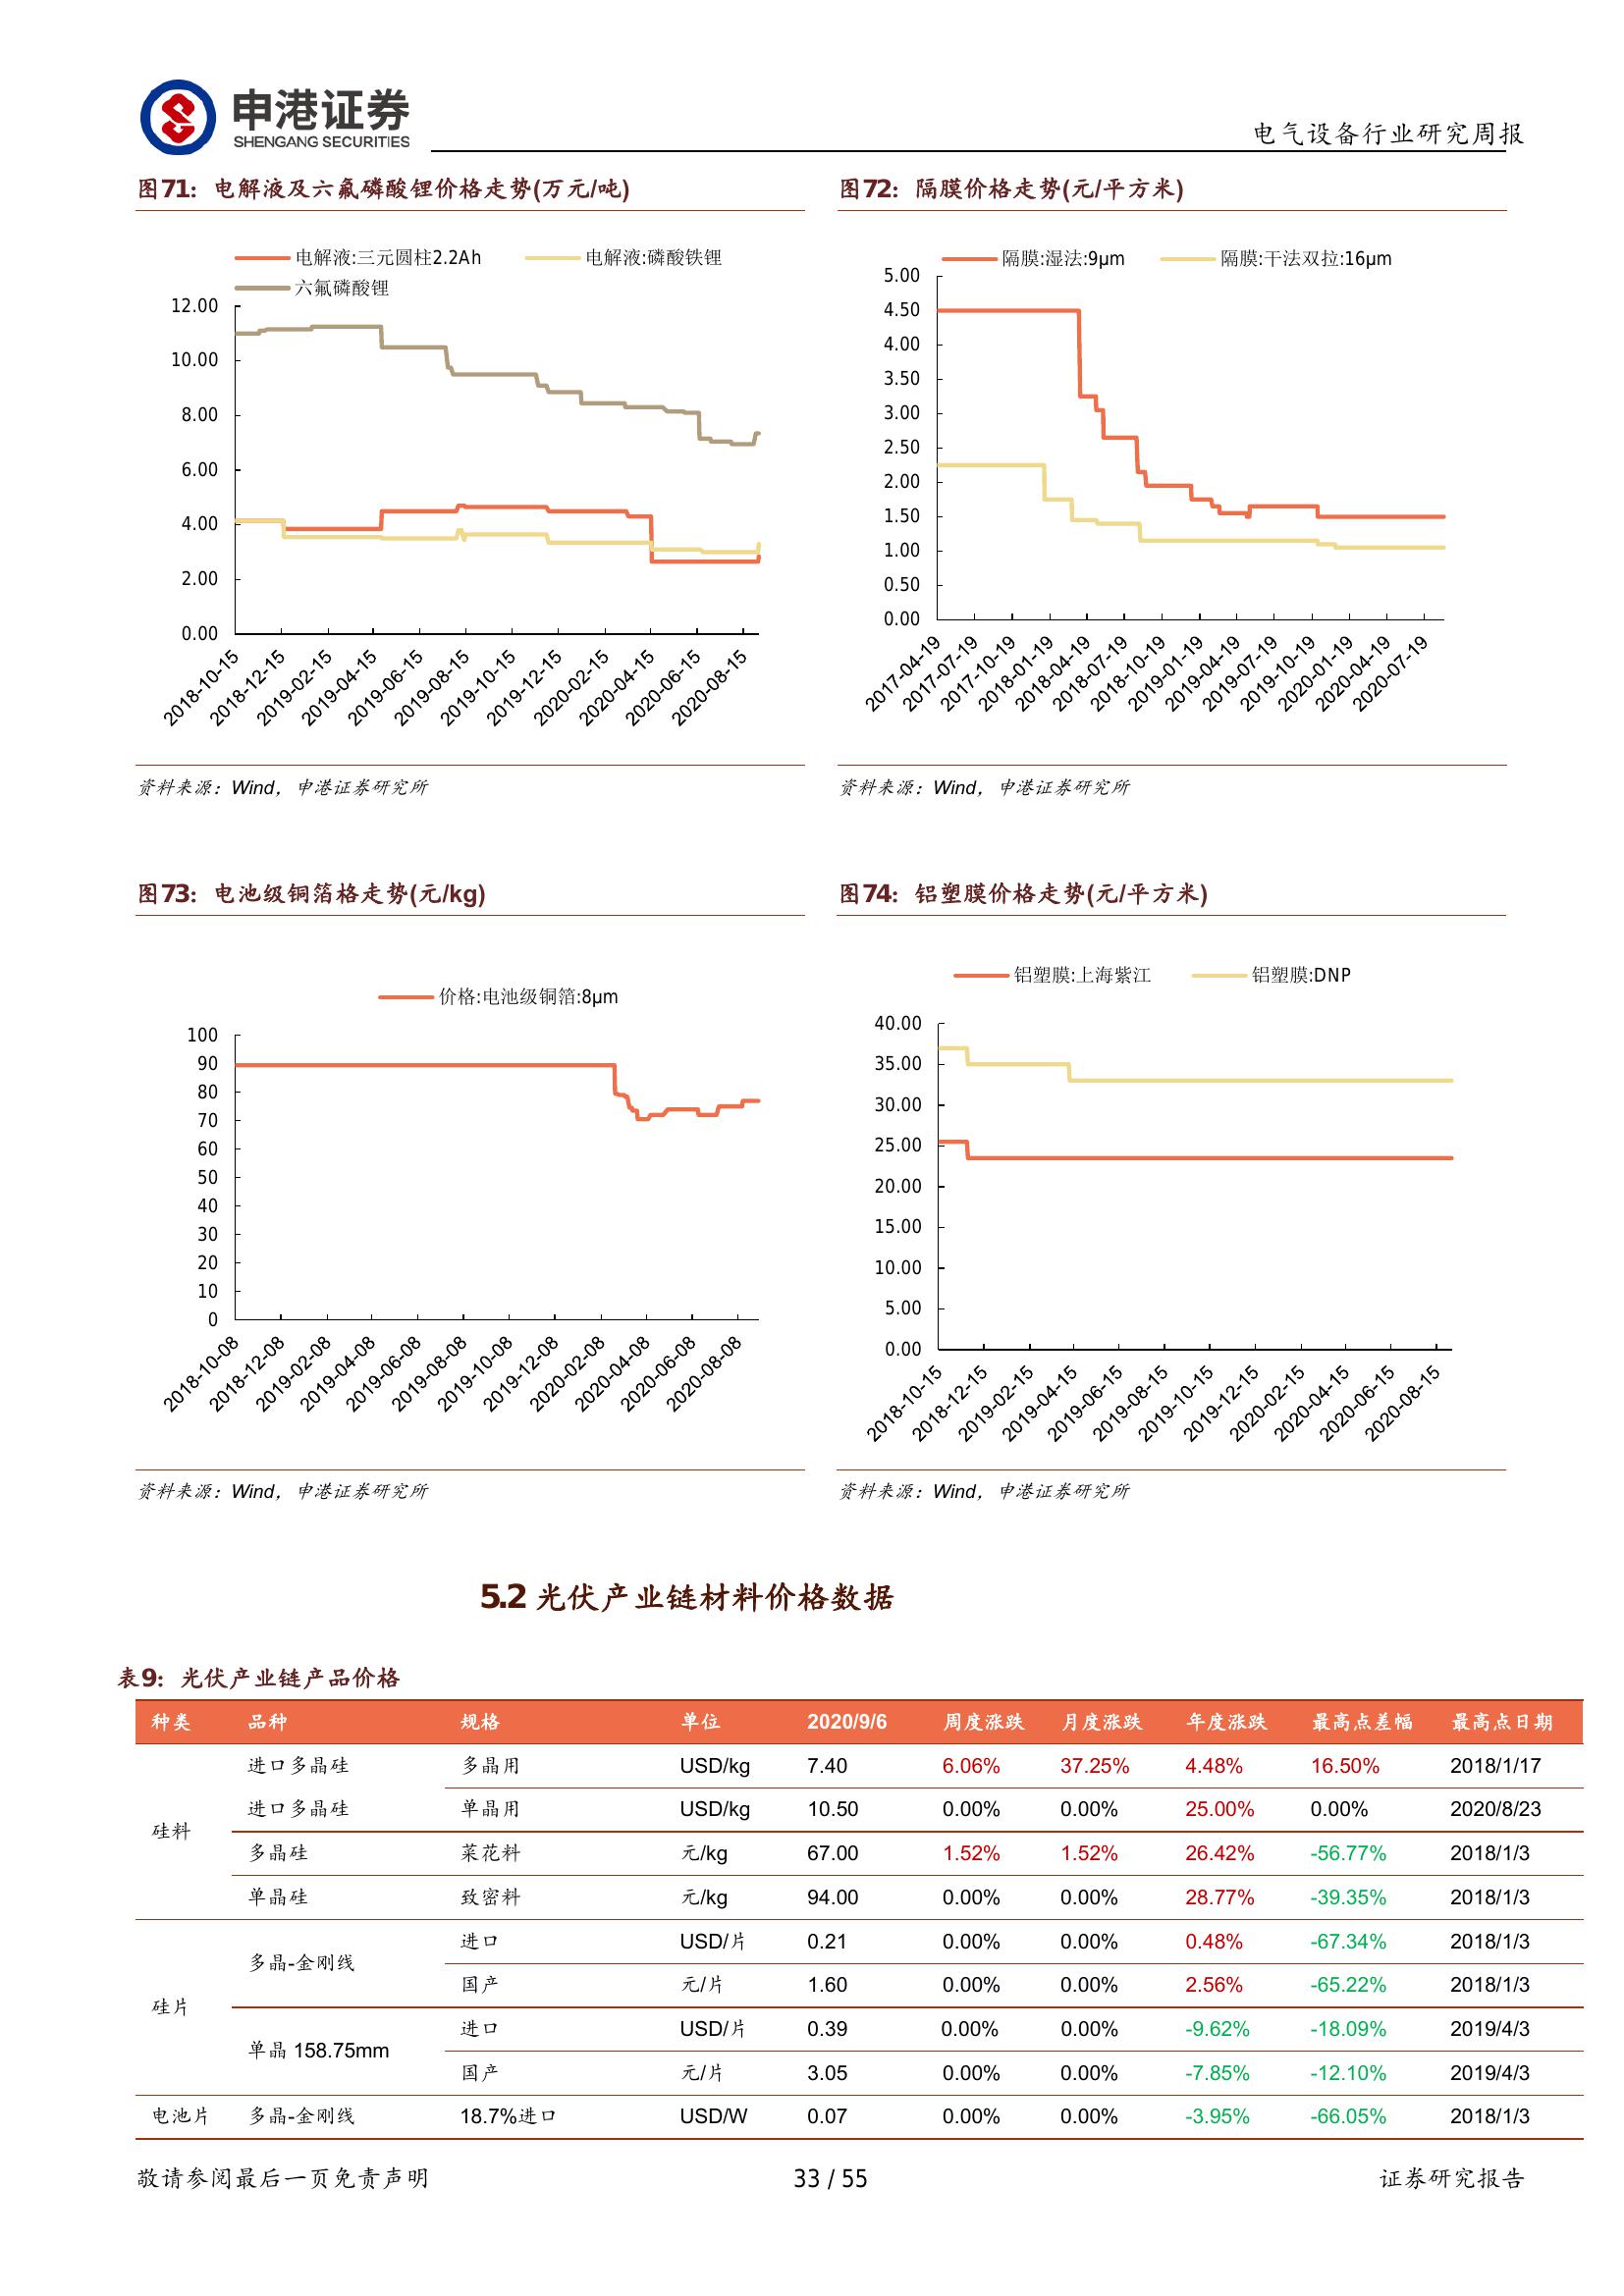 申港证券
SHENGANG SECURITIES
电气设备行业研究周报
图71: 电解液及六氟磷酸锂价格走势(万元/吨)
电解液:三元圆柱2.2Ah
电解液:磷酸铁锂
六氟磷酸锂
12.00
10.00
8.00
6.00
4.00
2.00
0.00
2018-10-15
2018-12-15
2019-02-15
2019-04-15
2019-06-15
2019-08-15
2019-10-15
2019-12-15
2020-02-15
2020-04-15
2020-06-15
2020-08-15
资料来源：Wind，申港证券研究所
图72: 隔膜价格走势(元/平方米)
隔膜:湿法:9μm
隔膜:干法双拉:16μm
5.00
4.50
4.00
3.50
3.00
2.50
2.00
1.50
1.00
0.50
0.00
2017-04-19
2017-07-19
2017-10-19
2018-01-19
2018-04-19
2018-07-19
2018-10-19
2019-01-19
2019-04-19
2019-07-19
2019-10-19
2020-01-19
2020-04-19
2020-07-19
资料来源：Wind，申港证券研究所
图73: 电池级铜箔格走势(元/kg)
价格:电池级铜箔:8μm
100
90
80
70
60
50
40
30
20
10
0
2018-10-08
2018-12-08
2019-02-08
2019-04-08
2019-06-08
2019-08-08
2019-10-08
2019-12-08
2020-02-08
2020-04-08
2020-06-08
2020-08-08
资料来源：Wind，申港证券研究所
图74: 铝塑膜价格走势(元/平方米)
铝塑膜:上海紫江
铝塑膜:DNP
40.00
35.00
30.00
25.00
20.00
15.00
10.00
5.00
0.00
2018-10-15
2018-12-15
2019-02-15
2019-04-15
2019-06-15
2019-08-15
2019-10-15
2019-12-15
2020-02-15
2020-04-15
2020-06-15
2020-08-15
资料来源：Wind，申港证券研究所
5.2 光伏产业链材料价格数据
表9: 光伏产业链产品价格
种类 品种 规格 单位 2020/9/6 周度涨跌 月度涨跌 年度涨跌 最高点差幅 最高点日期
硅料 进口多晶硅 多晶用 USD/kg 7.40 6.06% 37.25% 4.48% 16.50% 2018/1/17
进口多晶硅 单晶用 USD/kg 10.50 0.00% 0.00% 25.00% 0.00% 2020/8/23
多晶硅 菜花料 元/kg 67.00 1.52% 1.52% 26.42% -56.77% 2018/1/3
单晶硅 致密料 元/kg 94.00 0.00% 0.00% 28.77% -39.35% 2018/1/3
硅片 多晶-金刚线 进口 USD/片 0.21 0.00% 0.00% 0.48% -67.34% 2018/1/3
国产 元/片 1.60 0.00% 0.00% 2.56% -65.22% 2018/1/3
单晶 158.75mm 进口 USD/片 0.39 0.00% 0.00% -9.62% -18.09% 2019/4/3
国产 元/片 3.05 0.00% 0.00% -7.85% -12.10% 2019/4/3
电池片 多晶-金刚线 18.7%进口 USD/W 0.07 0.00% 0.00% -3.95% -66.05% 2018/1/3
敬请参阅最后一页免责声明
33 / 55
证券研究报告